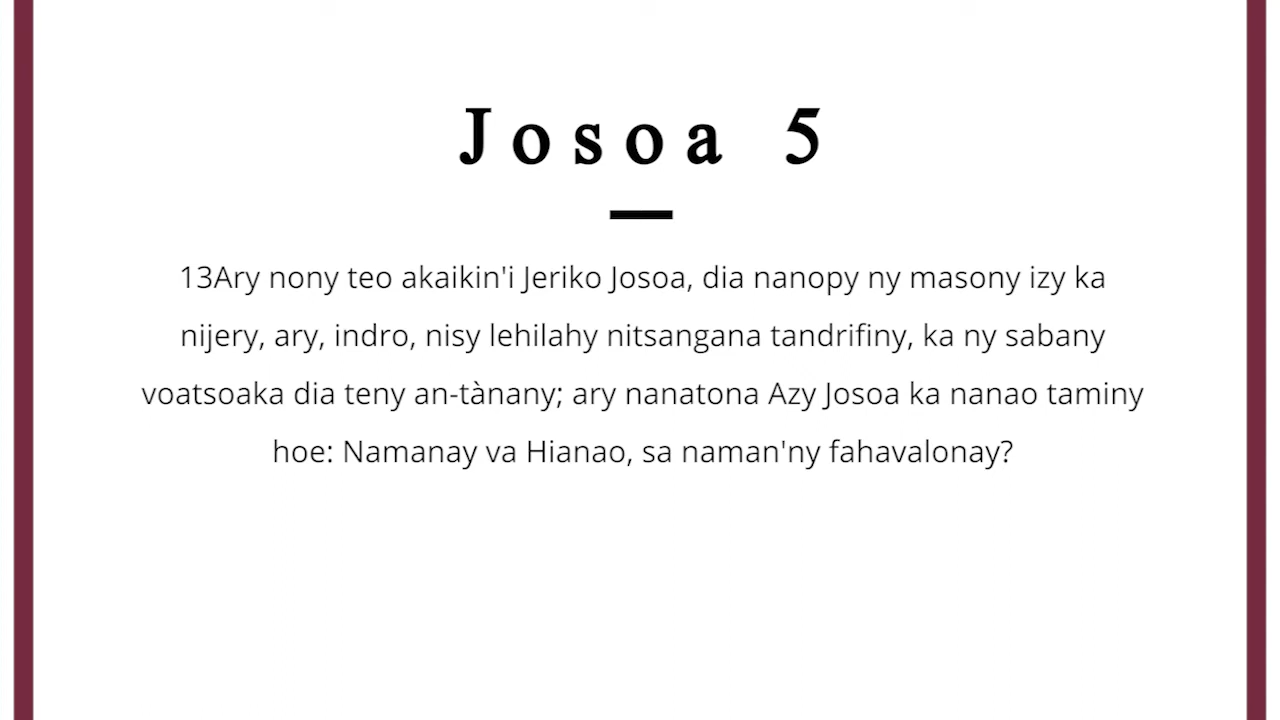 Josoa 5
13Ary nony teo akaikin'i Jeriko Josoa, dia nanopy ny masony izy ka
nijery, ary, indro, nisy lehilahy nitsangana tandrifiny, ka ny sabany
voatsoaka dia teny an-tànany; ary nanatona Azy Josoa ka nanao taminy
hoe: Namanay va Hianao, sa naman'ny fahavalonay?